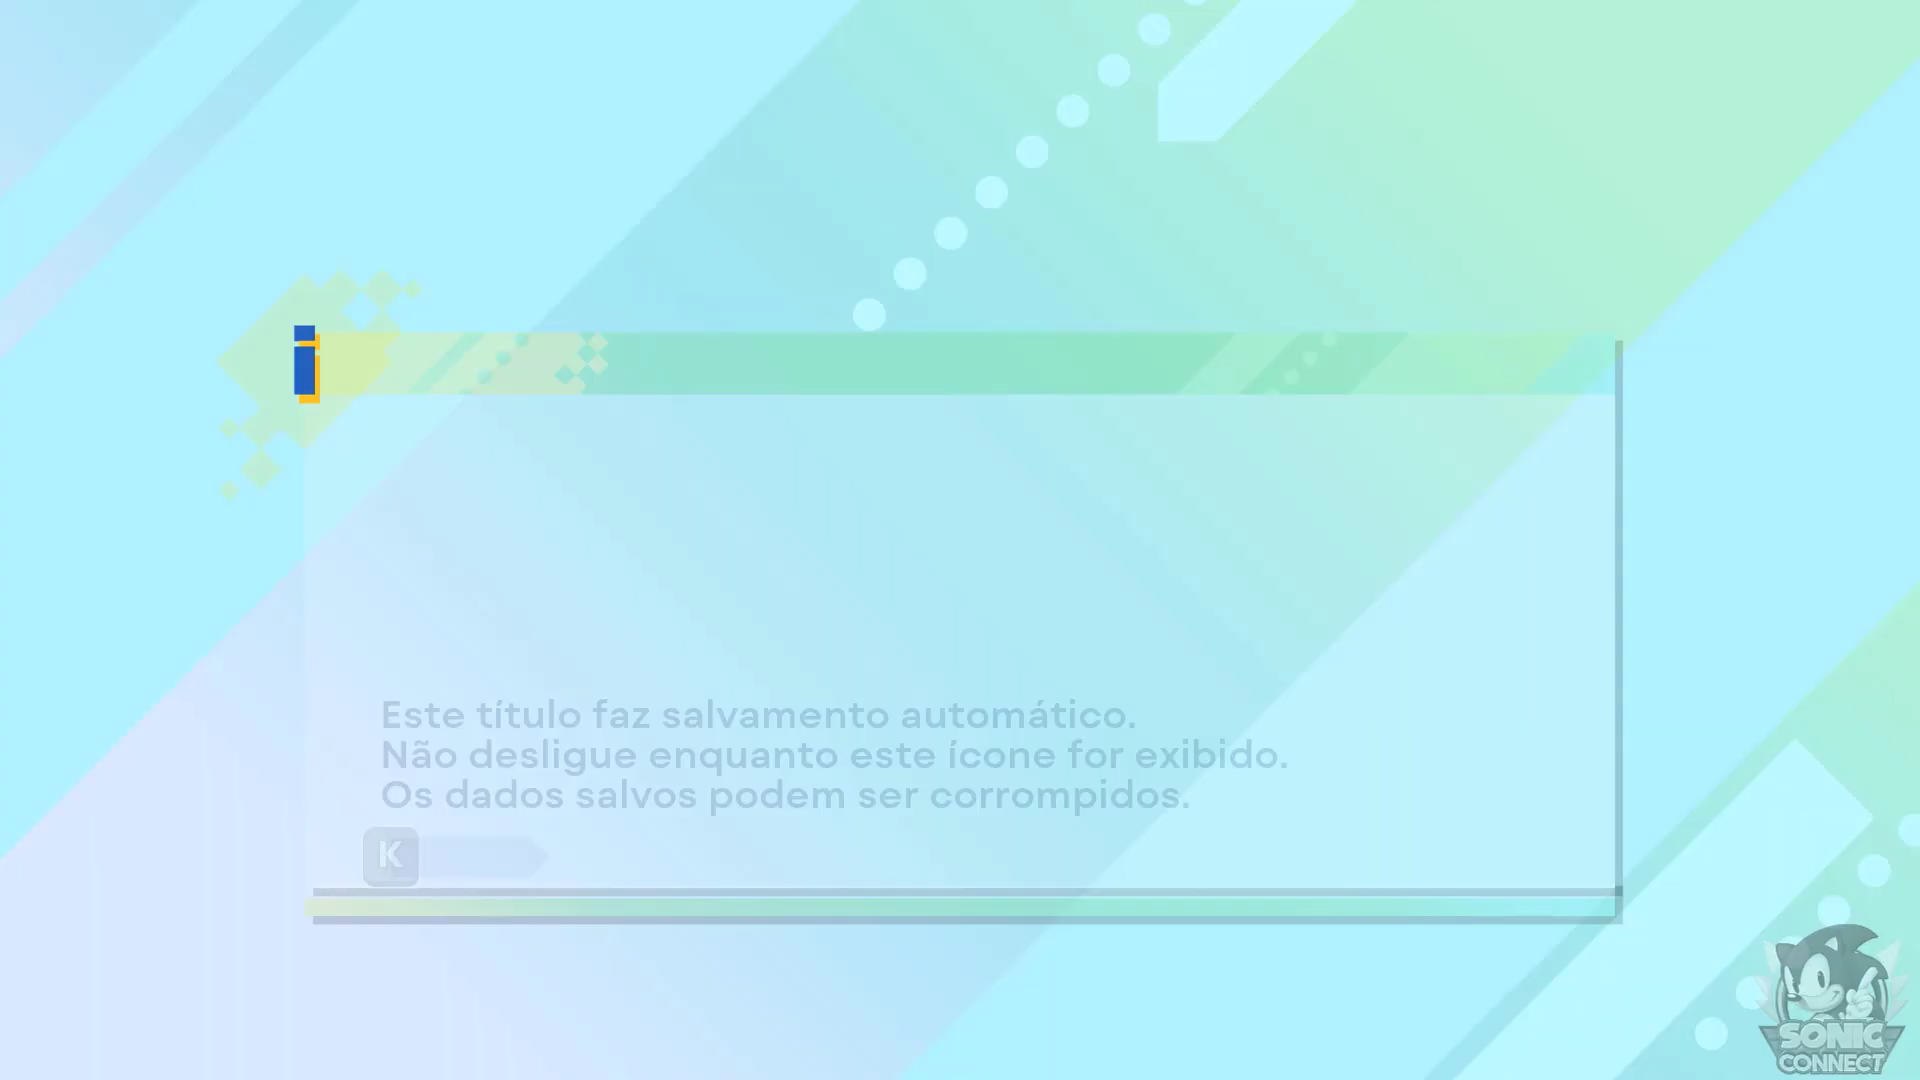 Este título faz salvamento automático.
Não desligue enquanto este ícone for exibido.
Os dados salvos podem ser corrompidos.
K
SONIC
CONNECT